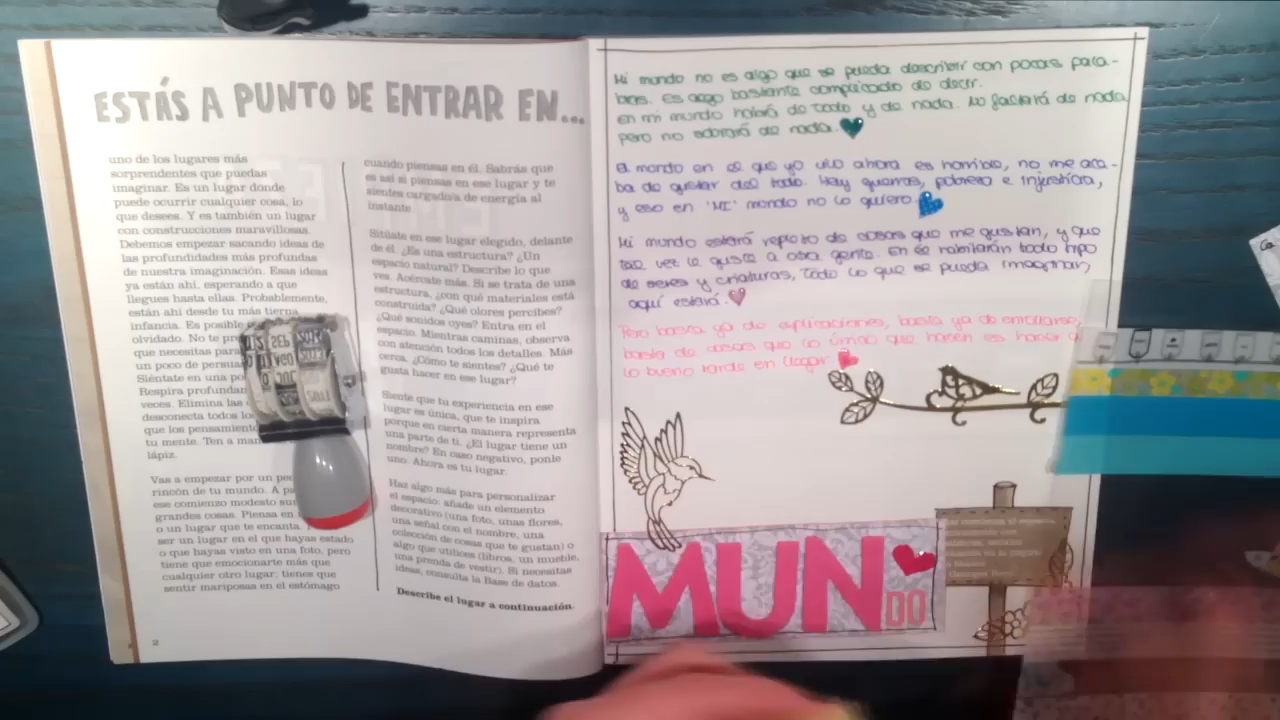 ESTÁS A PUNTO DE ENTRAR EN...
uno de los lugares más
sorprendentes que puedas
imaginar. Es un lugar donde
puede ocurrir cualquier cosa, lo
que desees. Y es también un lugar
con construcciones maravillosas.
Debemos empezar sacando ideas de
las profundidades más profundas
de nuestra imaginación. Esas ideas
ya están ahí, esperando a que
llegues hasta ellas. Probablemente,
están ahí desde tu más tierna
infancia. Es posible
olvidado. No te
que necesitas para
un poco de
Siéntate en una
Respira
veces. Elimina las
desconecta todos
que los
tu mente. Ten a
lápiz.
Vas a empezar por un
rincón de tu mundo. A
ese comienzo modesto
grandes cosas. Piensa en
o un lugar que te encanta.
ser un lugar en el que hayas estado
o que hayas visto en una foto, pero
tiene que emocionarte más que
cualquier otro lugar; tienes que
sentir mariposas en el estómago
2
cuando piensas en él. Sabrás que
es así si piensas en ese lugar y te
sientes cargado/a de energía al
instante.
Sitúate en ese lugar elegido, delante
de él. ¿Es una estructura? ¿Un
espacio natural? Describe lo que
ves. Acércate más. Si se trata de una
estructura, ¿con qué materiales está
construida? ¿Qué olores percibes?
¿Qué sonidos oyes? Entra en el
espacio. Mientras caminas, observa
con atención todos los detalles. Más
cerca. ¿Cómo te sientes? ¿Qué te
gusta hacer en ese lugar?
Siente que tu experiencia en ese
lugar es única, que te inspira
porque en cierta manera representa
una parte de ti. ¿El lugar tiene un
nombre? En caso negativo, ponle
uno. Ahora es tu lugar.
Haz algo más para personalizar
el espacio: añade un elemento
decorativo (una foto, unas flores,
una señal con el nombre, una
colección de cosas que te gustan) o
algo que utilices (libros, un mueble,
una prenda de vestir). Si necesitas
ideas, consulta la Base de datos.
Describe el lugar a continuación.
Mi mundo no es algo que se pueda describir con pocas pala-
bras. Es algo bastante complicado de decir.
en mi mundo habrá de todo y de nada. No faltará de nada
pero no sobrará de nada.
El mundo en el que yo vivo ahora es horrible, no me aca-
ba de gustar del todo. Hay guerras, pobreza e injusticia,
y eso en 'MI' mundo no lo quiero.
Mi mundo estará repleto de cosas que me gustan, y que
tal vez le guste a otra gente. En él habitarán todo tipo
de seres y criaturas, todo lo que se pueda imaginar,
aquí estará.
Pero basta ya de explicaciones, basta ya de enrollarse,
basta de cosas que lo único que hacen es hacer a
lo bueno tarde en llegar.
MUN
DO